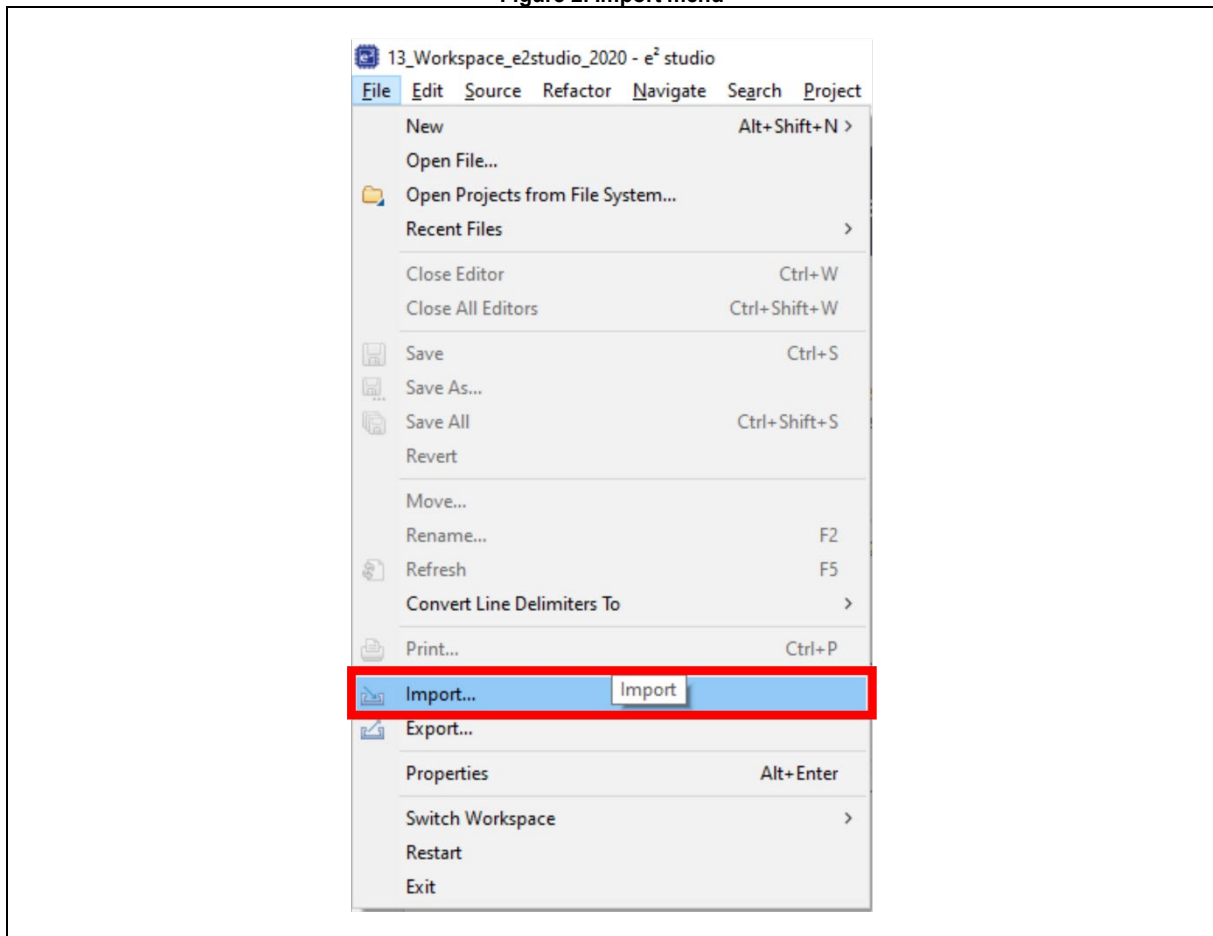 Figure 2. Import menu
13_Workspace_e2studio_2020 - e² studio
File Edit Source Refactor Navigate Search Project
New Alt+Shift+N >
Open File...
Open Projects from File System...
Recent Files >
Close Editor Ctrl+W
Close All Editors Ctrl+Shift+W
Save Ctrl+S
Save As...
Save All Ctrl+Shift+S
Revert
Move...
Rename... F2
Refresh F5
Convert Line Delimiters To >
Print... Ctrl+P
Import... Import
Export...
Properties Alt+Enter
Switch Workspace >
Restart
Exit